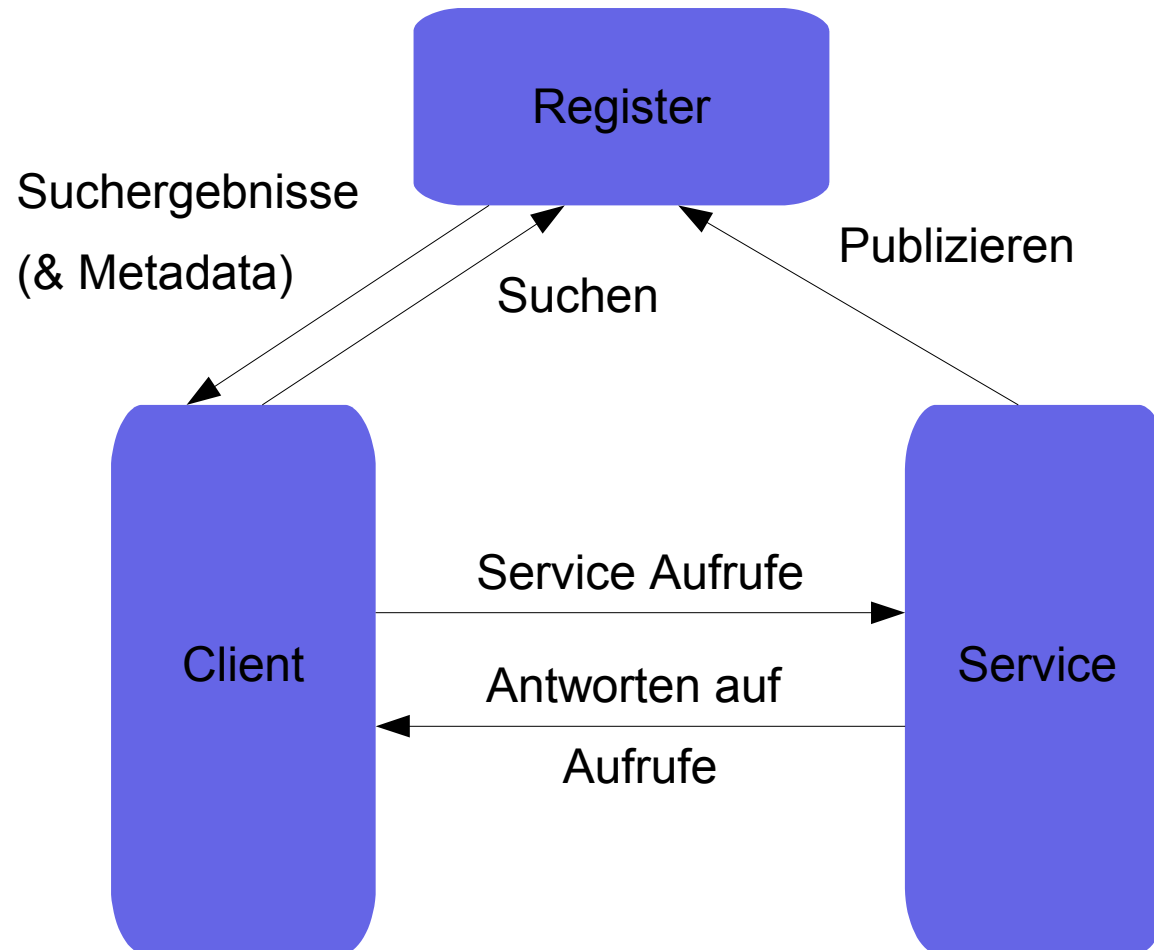 Register
Suchergebnisse
(& Metadata)
Publizieren
Suchen
Service Aufrufe
Client
Service
Antworten auf
Aufrufe